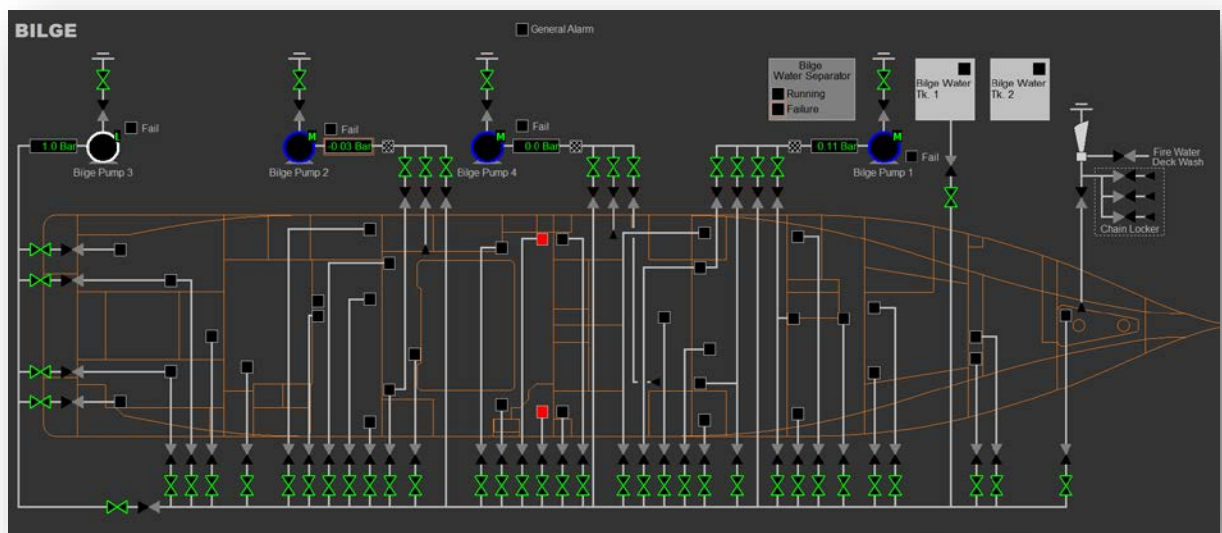 BILGE
General Alarm
Bilge
Water Separator
Running
Failure
Bilge Water
Tk. 1
Bilge Water
Tk. 2
Fail
1.0 Bar
Bilge Pump 3
M
Fail
-0.03 Bar
Bilge Pump 2
M
Fail
0.0 Bar
Bilge Pump 4
0.11 Bar
M
Fail
Bilge Pump 1
Fire Water
Deck Wash
Chain Locker